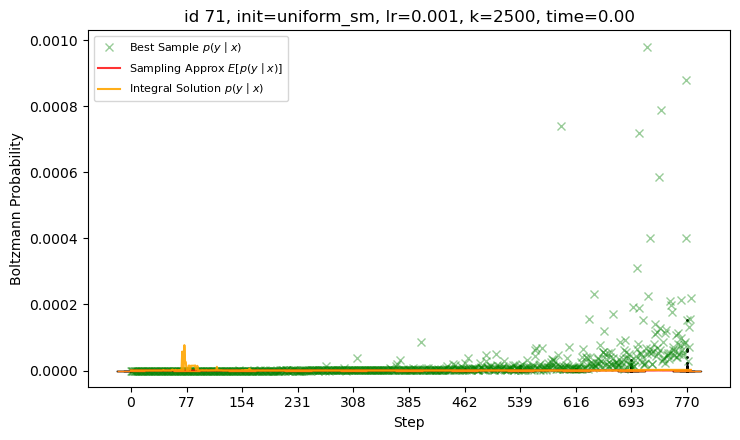 id 71, init=uniform_sm, lr=0.001, k=2500, time=0.00
Best Sample p(y | x)
Sampling Approx E[p(y | x)]
Integral Solution p(y | x)
Boltzmann Probability
0.0010
0.0008
0.0006
0.0004
0.0002
0.0000
0 77 154 231 308 385 462 539 616 693 770
Step